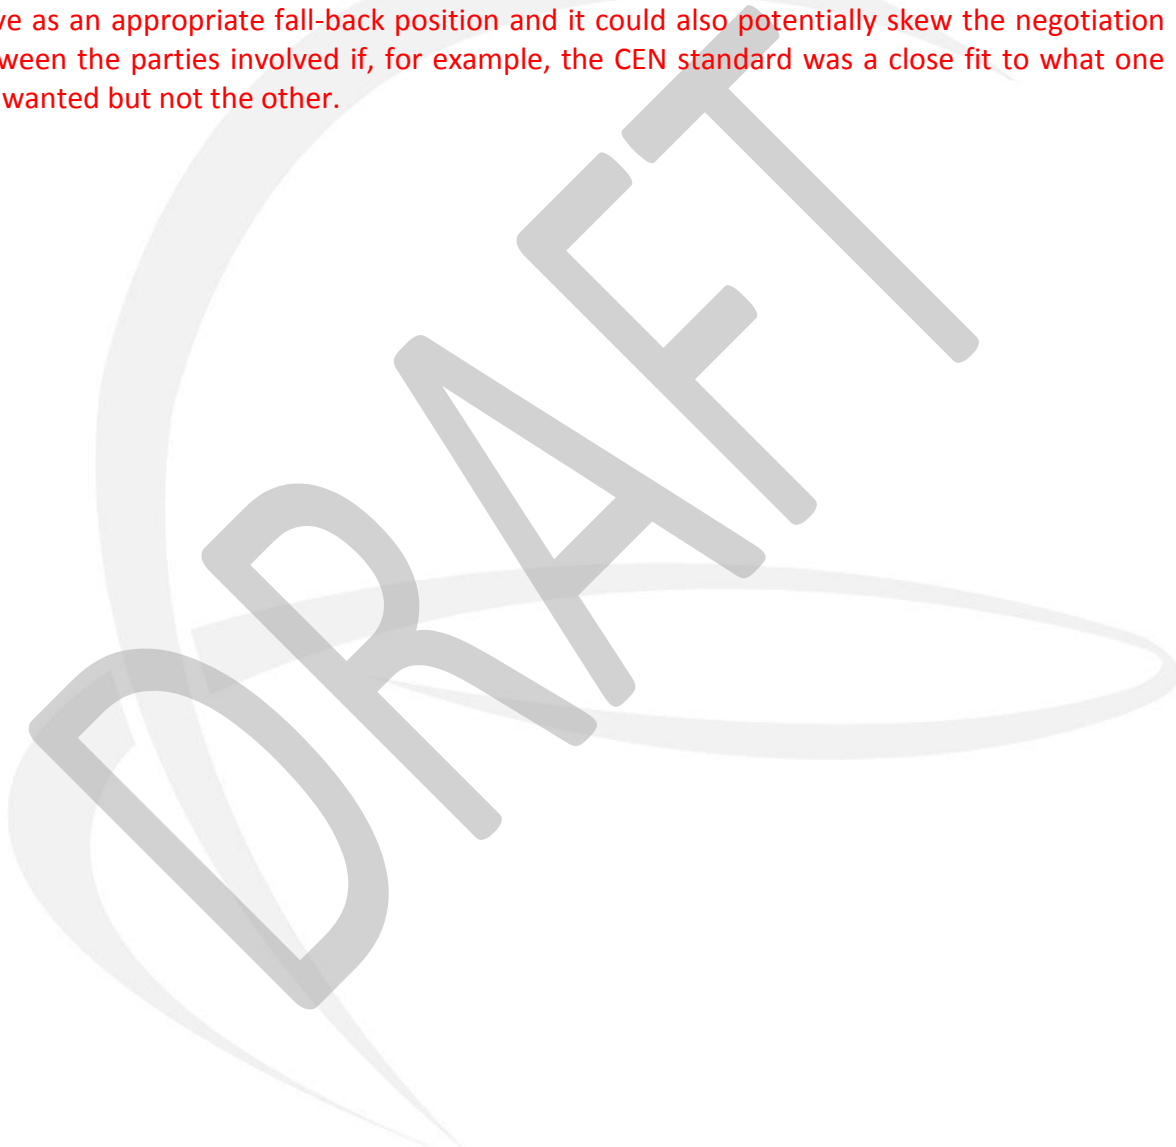 ve as an appropriate fall-back position and it could also potentially skew the negotiation
tween the parties involved if, for example, the CEN standard was a close fit to what one
wanted but not the other.
DRAFT